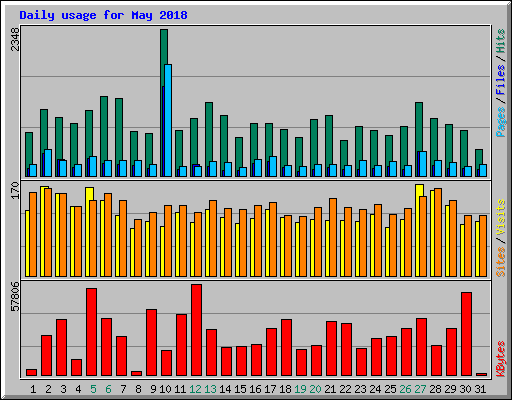 Daily usage for May 2018
2348
170
57806
Pages / Files / Hits
Sites / Visits
KBytes
1 2 3 4 5 6 7 8 9 10 11 12 13 14 15 16 17 18 19 20 21 22 23 24 25 26 27 28 29 30 31